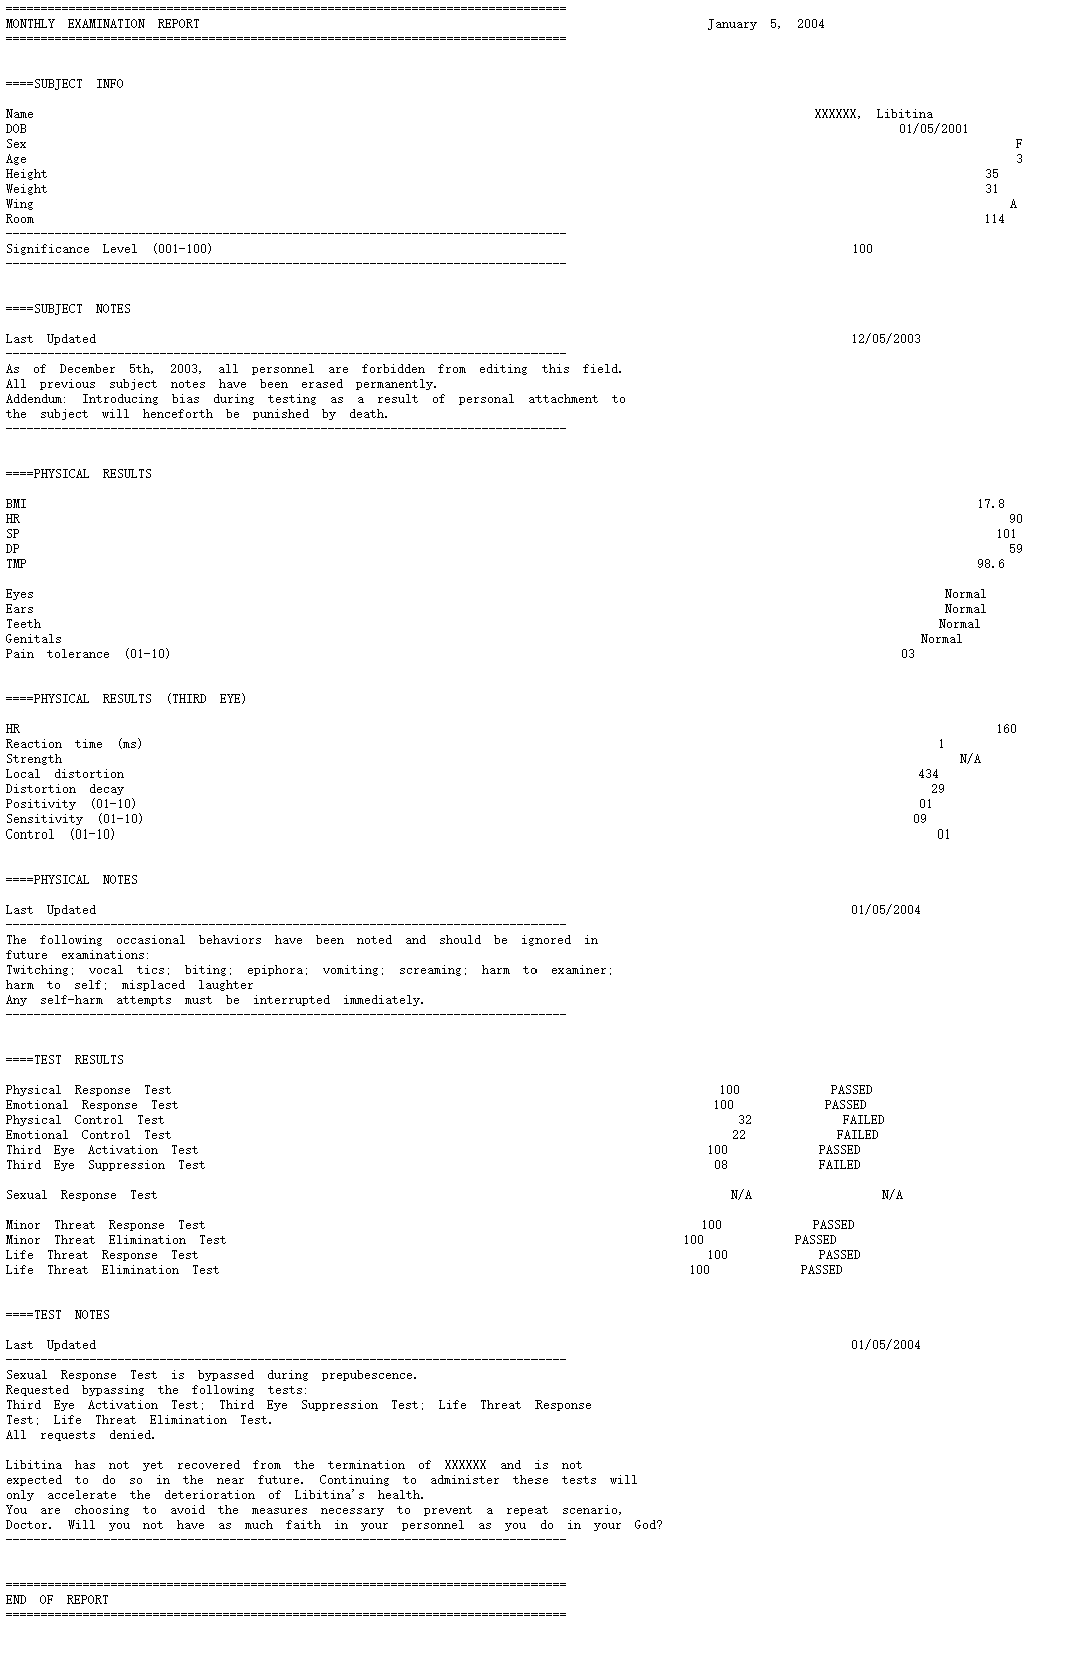 ================================================================================
MONTHLY EXAMINATION REPORT January 5, 2004
================================================================================
====SUBJECT INFO
Name XXXXXX, Libitina
DOB 01/05/2001
Sex F
Age 3
Height 35
Weight 31
Wing A
Room 114
--------------------------------------------------------------------------------
Significance Level (001-100) 100
--------------------------------------------------------------------------------
====SUBJECT NOTES
Last Updated 12/05/2003
--------------------------------------------------------------------------------
As of December 5th, 2003, all personnel are forbidden from editing this field.
All previous subject notes have been erased permanently.
Addendum: Introducing bias during testing as a result of personal attachment to
the subject will henceforth be punished by death.
--------------------------------------------------------------------------------
====PHYSICAL RESULTS
BMI 17.8
HR 90
SP 101
DP 59
TMP 98.6
Eyes Normal
Ears Normal
Teeth Normal
Genitals Normal
Pain tolerance (01-10) 03
====PHYSICAL RESULTS (THIRD EYE)
HR 160
Reaction time (ms) 1
Strength N/A
Local distortion 434
Distortion decay 29
Positivity (01-10) 01
Sensitivity (01-10) 09
Control (01-10) 01
====PHYSICAL NOTES
Last Updated 01/05/2004
--------------------------------------------------------------------------------
The following occasional behaviors have been noted and should be ignored in
future examinations:
Twitching; vocal tics; biting; epiphora; vomiting; screaming; harm to examiner;
harm to self; misplaced laughter
Any self-harm attempts must be interrupted immediately.
--------------------------------------------------------------------------------
====TEST RESULTS
Physical Response Test 100 PASSED
Emotional Response Test 100 PASSED
Physical Control Test 32 FAILED
Emotional Control Test 22 FAILED
Third Eye Activation Test 100 PASSED
Third Eye Suppression Test 08 FAILED
Sexual Response Test N/A N/A
Minor Threat Response Test 100 PASSED
Minor Threat Elimination Test 100 PASSED
Life Threat Response Test 100 PASSED
Life Threat Elimination Test 100 PASSED
====TEST NOTES
Last Updated 01/05/2004
--------------------------------------------------------------------------------
Sexual Response Test is bypassed during prepubescence.
Requested bypassing the following tests:
Third Eye Activation Test; Third Eye Suppression Test; Life Threat Response
Test; Life Threat Elimination Test.
All requests denied.
Libitina has not yet recovered from the termination of XXXXXX and is not
expected to do so in the near future. Continuing to administer these tests will
only accelerate the deterioration of Libitina's health.
You are choosing to avoid the measures necessary to prevent a repeat scenario,
Doctor. Will you not have as much faith in your personnel as you do in your God?
--------------------------------------------------------------------------------
================================================================================
END OF REPORT
================================================================================